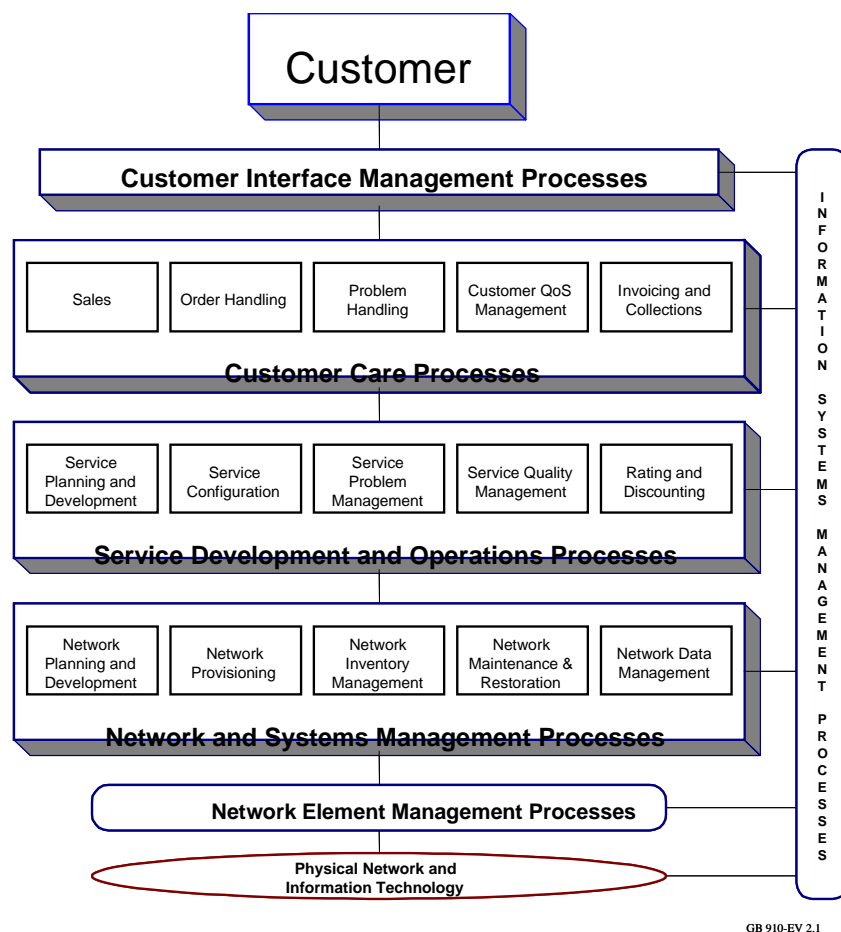 Customer
Customer Interface Management Processes
Sales
Order Handling
Problem
Handling
Customer QoS
Management
Invoicing and
Collections
Customer Care Processes
Service
Planning and
Development
Service
Configuration
Service
Problem
Management
Service Quality
Management
Rating and
Discounting
Service Development and Operations Processes
Network
Planning and
Development
Network
Provisioning
Network
Inventory
Management
Network
Maintenance &
Restoration
Network Data
Management
Network and Systems Management Processes
Network Element Management Processes
Physical Network and
Information Technology
INFORMATION SYSTEMS MANAGEMENT PROCESSES
GB 910-EV 2.1